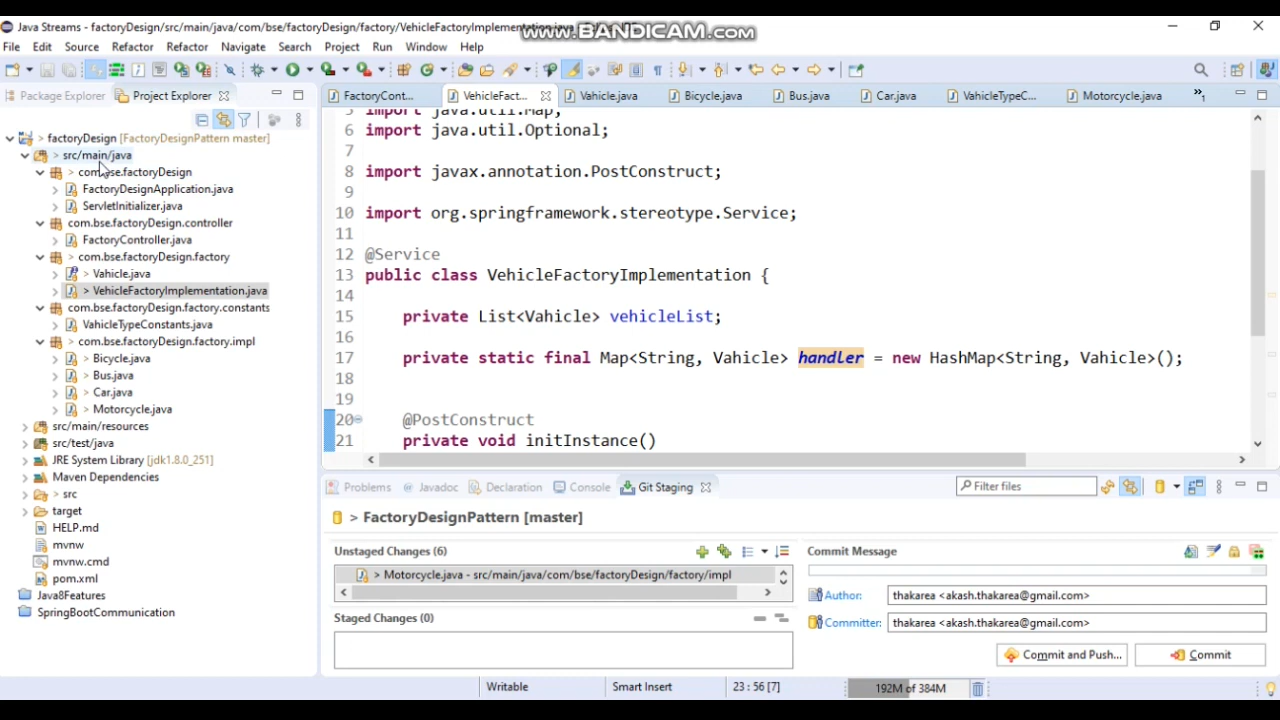 Java Streams - factoryDesign/src/main/java/com/bse/factoryDesign/factory/VehicleFactoryImplementation.java
www.BANDICAM.com
File Edit Source Refactor Refactor Navigate Search Project Run Window Help
Package Explorer Project Explorer
FactoryCont... VehicleFact... Vahicle.java Bicycle.java Bus.java Car.java VahicleTypeC... Motorcycle.java »1
> factoryDesign [FactoryDesignPattern master]
> src/main/java
> com.bse.factoryDesign
> FactoryDesignApplication.java
ServletInitializer.java
com.bse.factoryDesign.controller
FactoryController.java
> com.bse.factoryDesign.factory
> Vahicle.java
> VehicleFactoryImplementation.java
com.bse.factoryDesign.factory.constants
VahicleTypeConstants.java
> com.bse.factoryDesign.factory.impl
> Bicycle.java
> Bus.java
> Car.java
> Motorcycle.java
src/main/resources
src/test/java
JRE System Library [jdk1.8.0_251]
Maven Dependencies
> src
target
HELP.md
mvnw
mvnw.cmd
pom.xml
Java8Features
SpringBootCommunication
5 import java.util.Map;
6 import java.util.Optional;
7
8 import javax.annotation.PostConstruct;
9
10 import org.springframework.stereotype.Service;
11
12 @Service
13 public class VehicleFactoryImplementation {
14
15 private List<Vahicle> vehicleList;
16
17 private static final Map<String, Vahicle> handler = new HashMap<String, Vahicle>();
18
19
20 @PostConstruct
21 private void initInstance()
Problems Javadoc Declaration Console Git Staging
Filter files
> FactoryDesignPattern [master]
Unstaged Changes (6)
> Motorcycle.java - src/main/java/com/bse/factoryDesign/factory/impl
Staged Changes (0)
Commit Message
Author: thakarea <akash.thakarea@gmail.com>
Committer: thakarea <akash.thakarea@gmail.com>
Commit and Push... Commit
Writable Smart Insert 23 : 56 [7] 192M of 384M